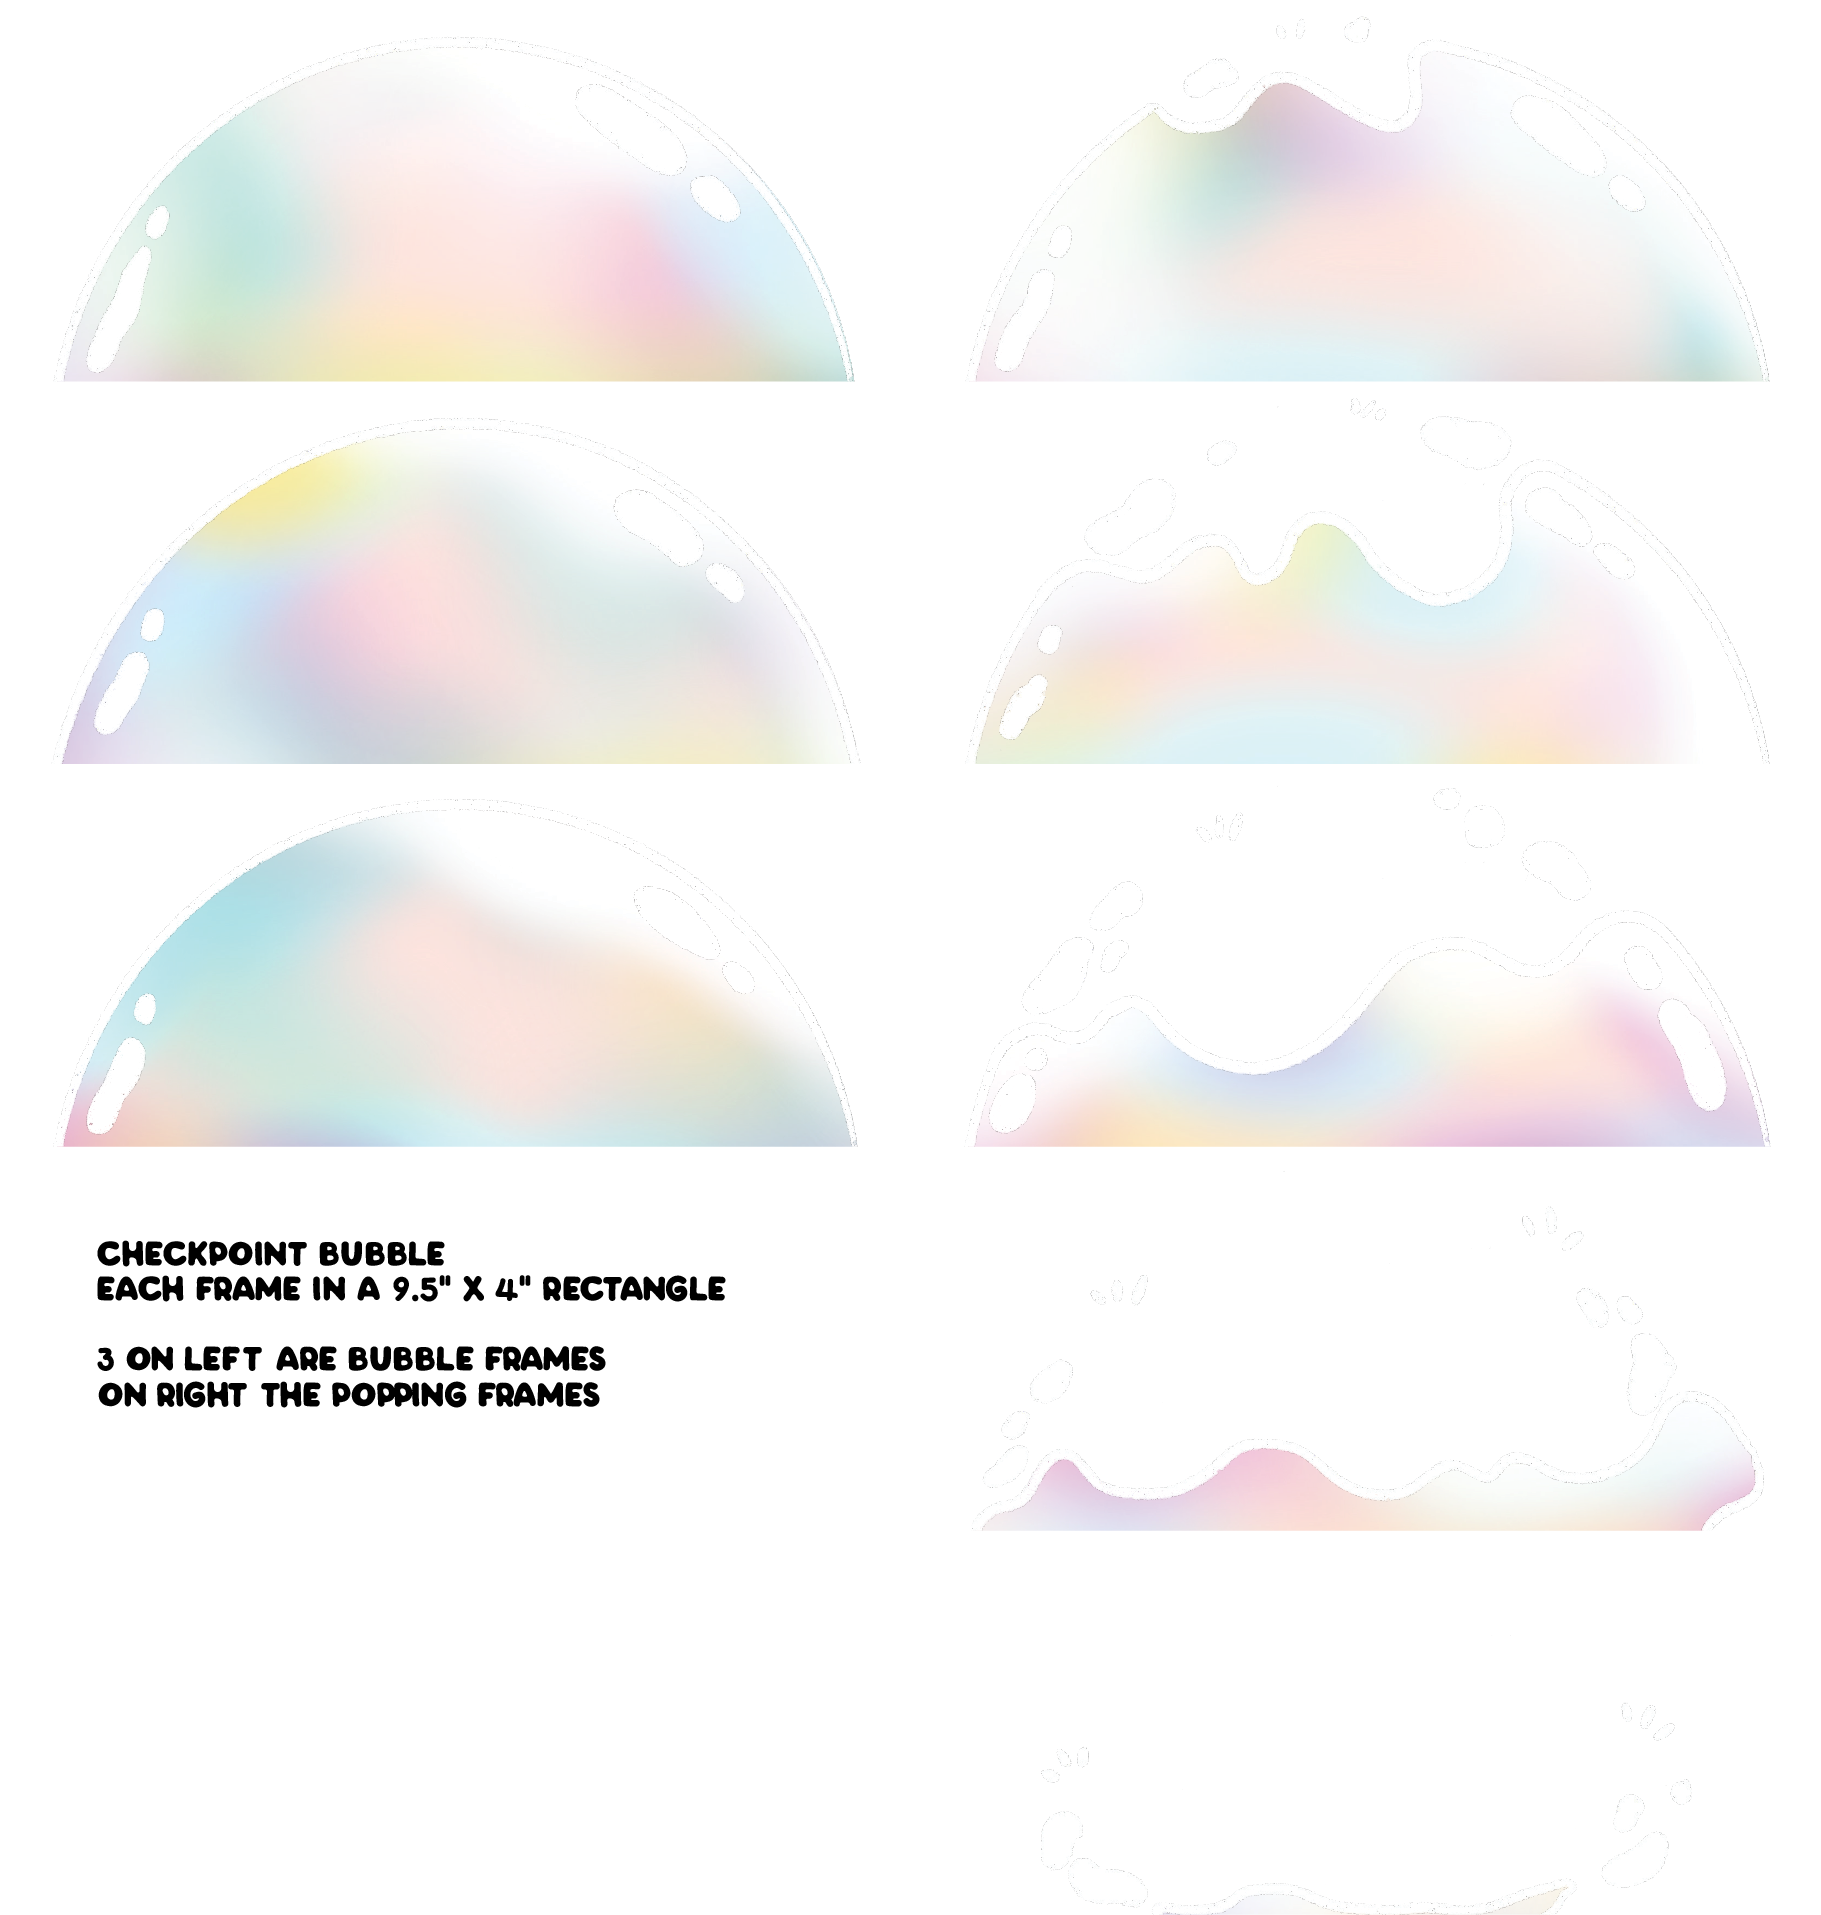 CHECKPOINT BUBBLE
EACH FRAME IN A 9.5" X 4" RECTANGLE
3 ON LEFT ARE BUBBLE FRAMES
ON RIGHT THE POPPING FRAMES